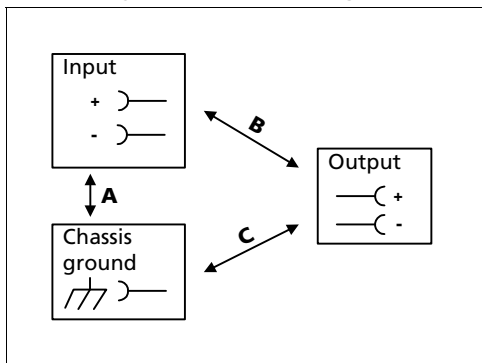 Input
+
-
B
A
Output
+
-
Chassis
ground
C